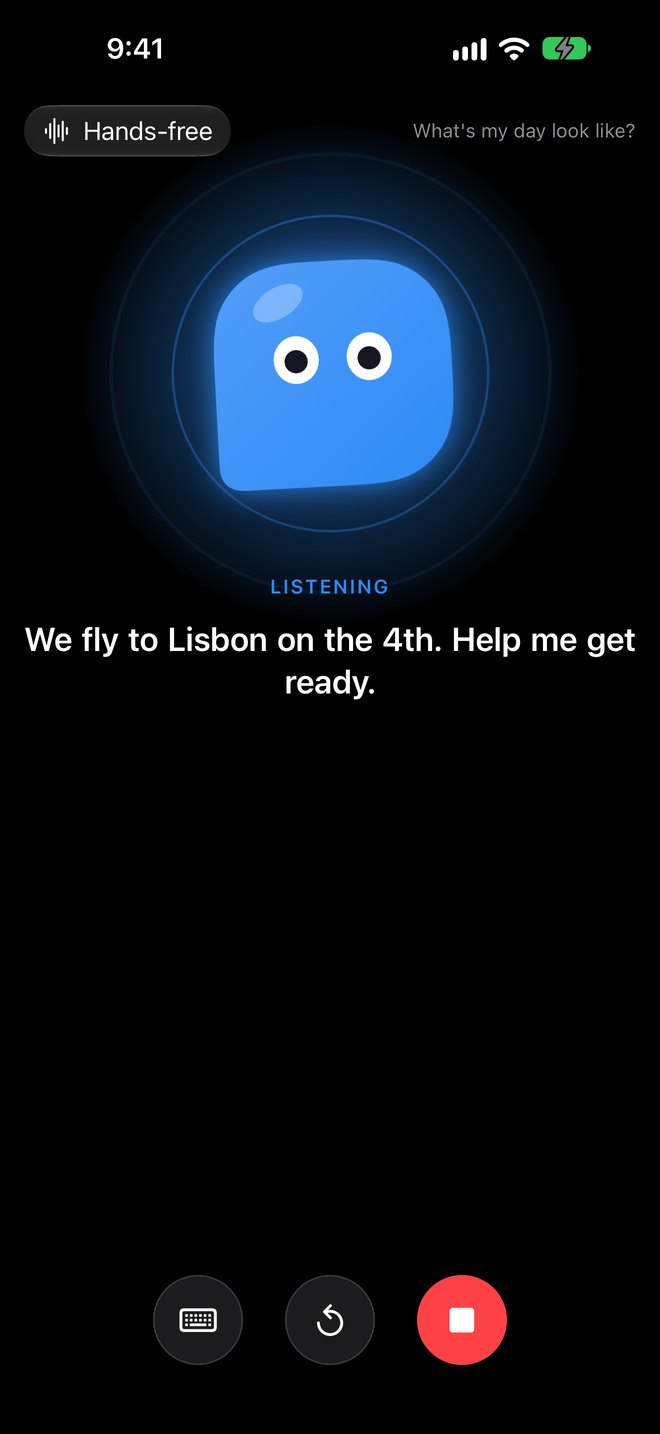 9:41
Hands-free
What's my day look like?
LISTENING
We fly to Lisbon on the 4th. Help me get
ready.